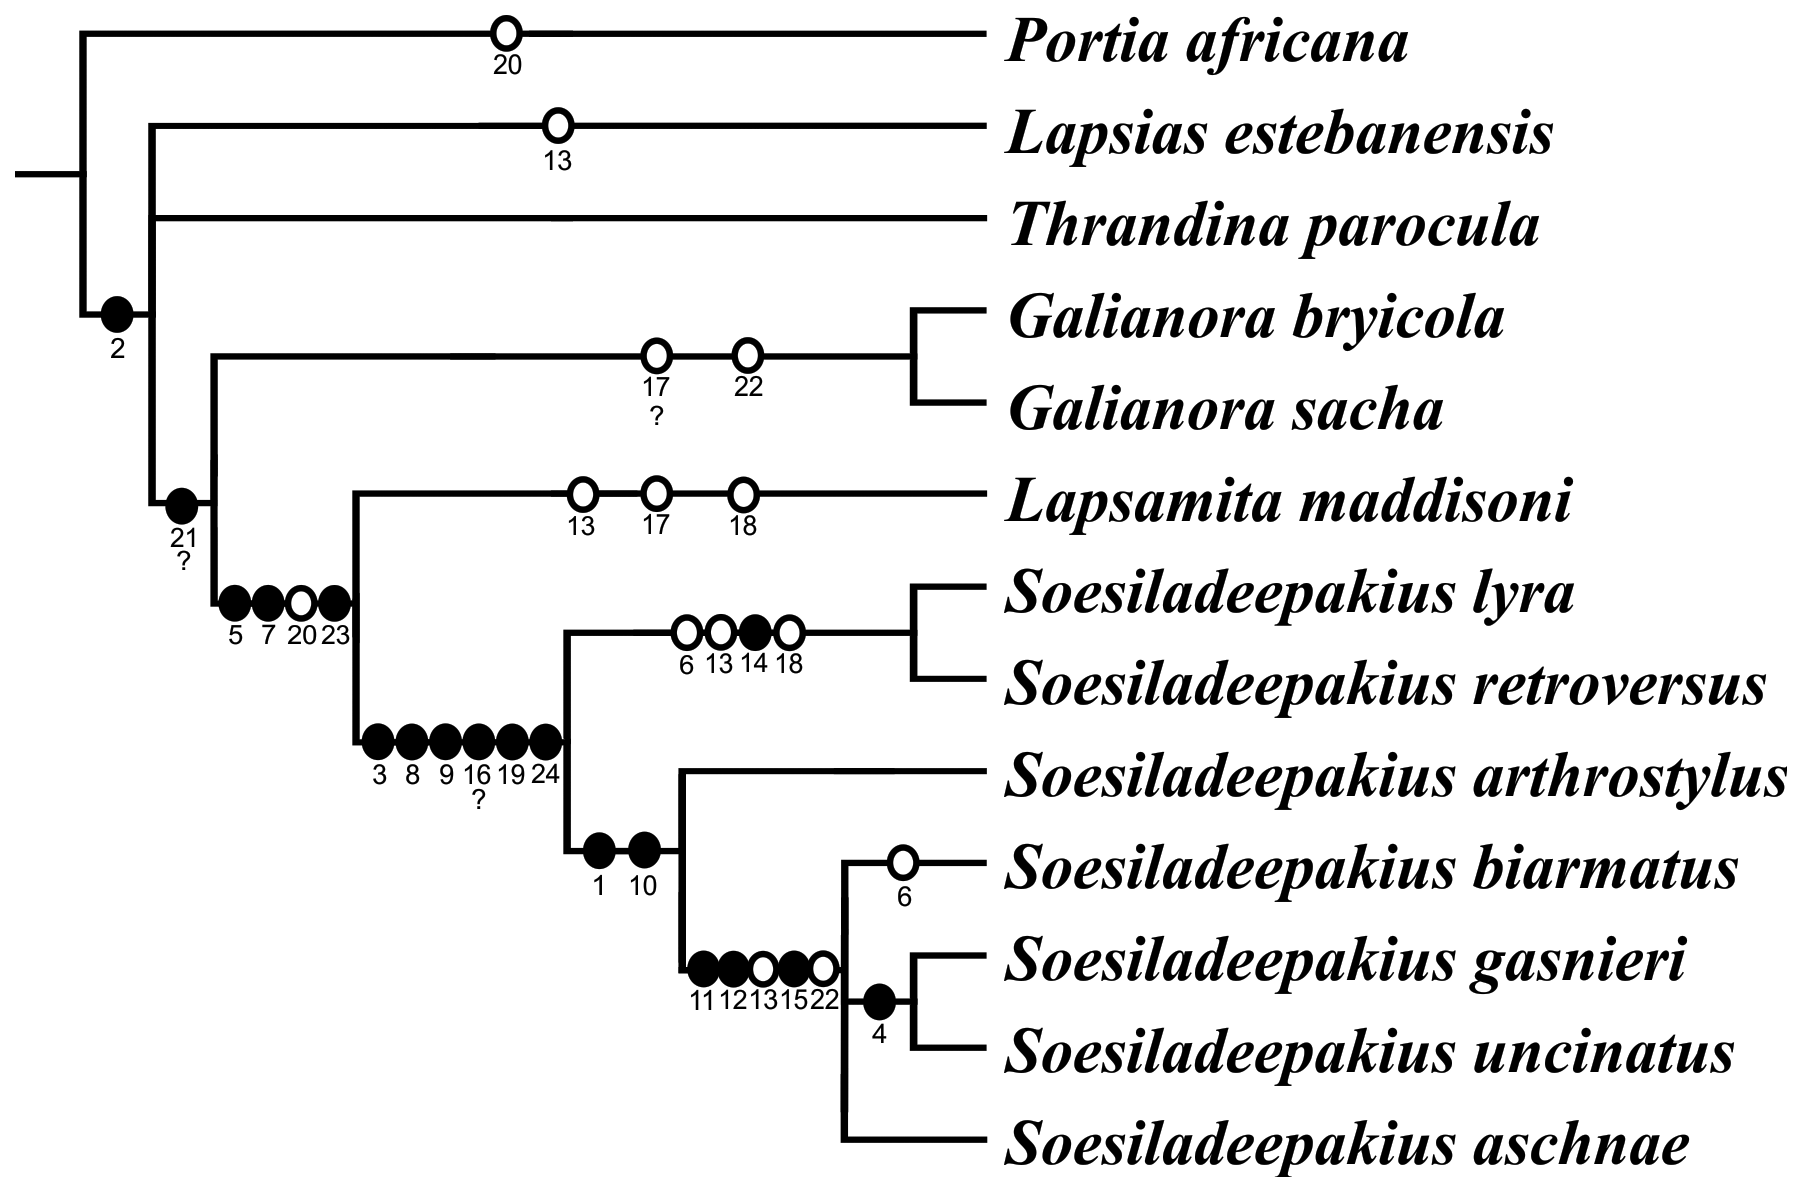 Portia africana
20
Lapsias estebanensis
13
Thrandina parocula
2
Galianora bryicola
17 22
?
Galianora sacha
Lapsamita maddisoni
13 17 18
21
?
Soesiladeepakius lyra
5 7 20 23
6 13 14 18
Soesiladeepakius retroversus
3 8 9 16 19 24
?
Soesiladeepakius arthrostylus
1 10
Soesiladeepakius biarmatus
6
Soesiladeepakius gasnieri
11 12 13 15 22
4
Soesiladeepakius uncinatus
Soesiladeepakius aschnae